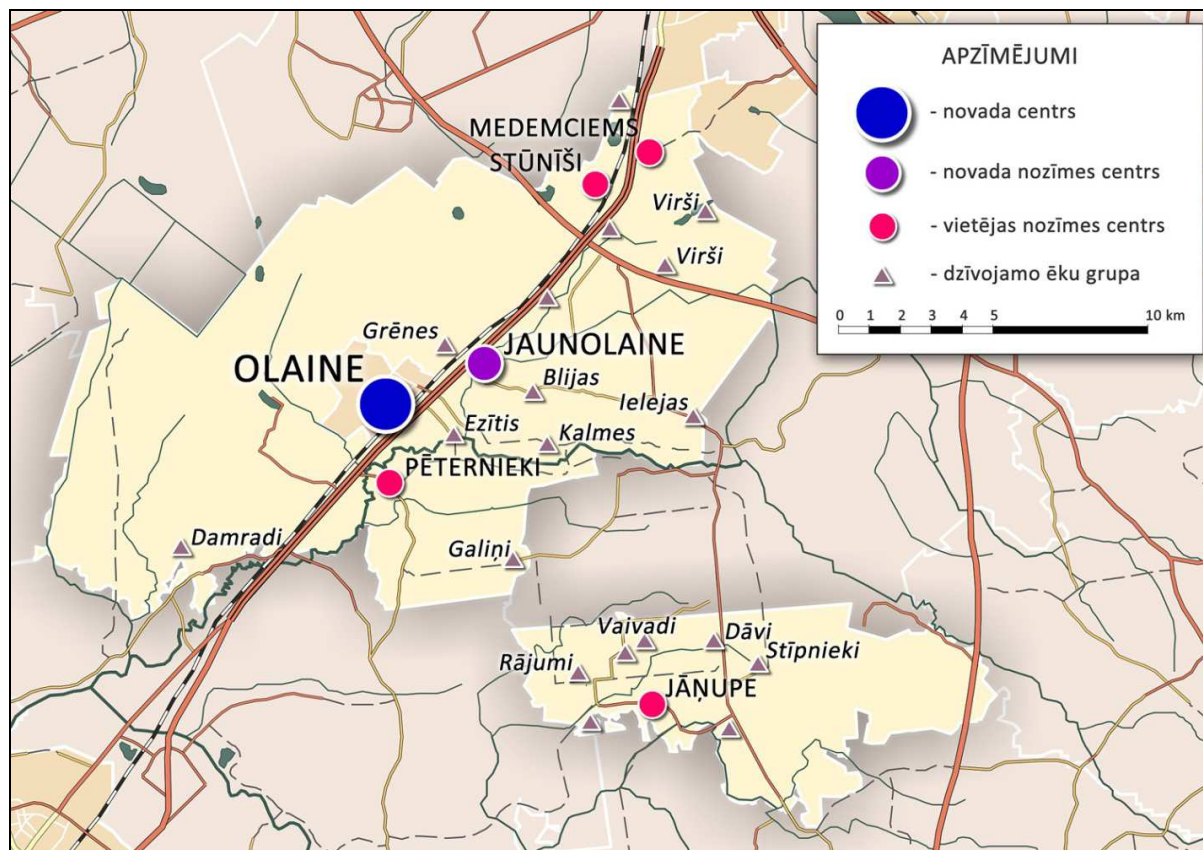 APZĪMĒJUMI
- novada centrs
- novada nozīmes centrs
- vietējas nozīmes centrs
- dzīvojamo ēku grupa
0 1 2 3 4 5 10 km
MEDEMCIEMS
STŪNĪŠI
Virši
Virši
Grēnes
JAUNOLAINE
OLAINE
Blijas
Ielejas
Ezītis
Kalmes
PĒTERNIEKI
Damradi
Galiņi
Vaivadi
Dāvi
Stīpnieki
Rājumi
JĀŅUPE